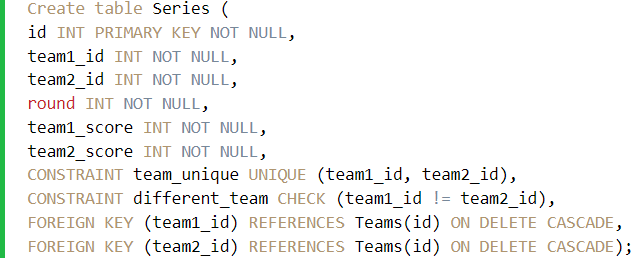 Create table Series (
id INT PRIMARY KEY NOT NULL,
team1_id INT NOT NULL,
team2_id INT NOT NULL,
round INT NOT NULL,
team1_score INT NOT NULL,
team2_score INT NOT NULL,
CONSTRAINT team_unique UNIQUE (team1_id, team2_id),
CONSTRAINT different_team CHECK (team1_id != team2_id),
FOREIGN KEY (team1_id) REFERENCES Teams(id) ON DELETE CASCADE,
FOREIGN KEY (team2_id) REFERENCES Teams(id) ON DELETE CASCADE);